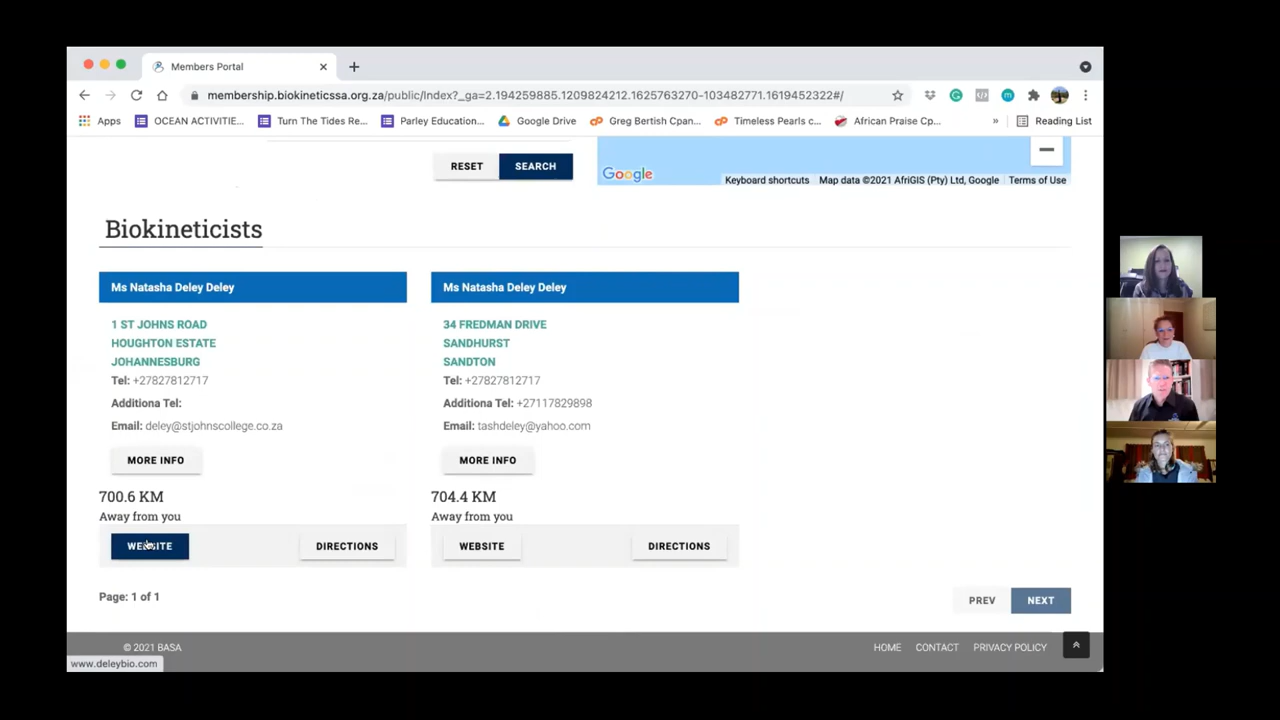 Members Portal
membership.biokineticssa.org.za/public/Index?_ga=2.194259885.1209824212.1625763270-103482771.1619452322#/
Apps OCEAN ACTIVITIE... Turn The Tides Re... Parley Education... Google Drive Greg Bertish Cpan... Timeless Pearls c... African Praise Cp... » Reading List
RESET SEARCH
Google Keyboard shortcuts Map data ©2021 AfriGIS (Pty) Ltd, Google Terms of Use
Biokineticists
Ms Natasha Deley Deley
1 ST JOHNS ROAD
HOUGHTON ESTATE
JOHANNESBURG
Tel: +27827812717
Additiona Tel:
Email: deley@stjohnscollege.co.za
MORE INFO
700.6 KM
Away from you
WEBSITE DIRECTIONS
Ms Natasha Deley Deley
34 FREDMAN DRIVE
SANDHURST
SANDTON
Tel: +27827812717
Additiona Tel: +27117829898
Email: tashdeley@yahoo.com
MORE INFO
704.4 KM
Away from you
WEBSITE DIRECTIONS
Page: 1 of 1
PREV NEXT
© 2021 BASA HOME CONTACT PRIVACY POLICY
www.deleybio.com